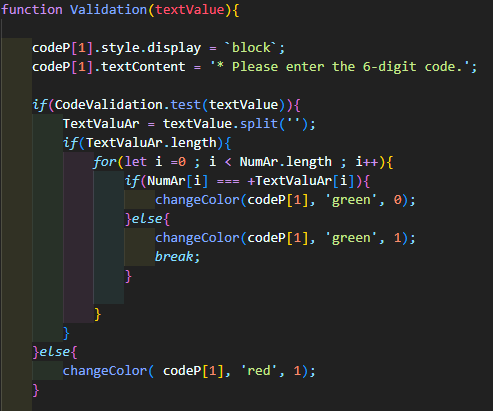 function Validation(textValue){
codeP[1].style.display = `block`;
codeP[1].textContent = '* Please enter the 6-digit code.';
if(CodeValidation.test(textValue)){
TextValuAr = textValue.split('');
if(TextValuAr.length){
for(let i =0 ; i < NumAr.length ; i++){
if(NumAr[i] === +TextValuAr[i]){
changeColor(codeP[1], 'green', 0);
}else{
changeColor(codeP[1], 'green', 1);
break;
}
}
}
}else{
changeColor( codeP[1], 'red', 1);
}